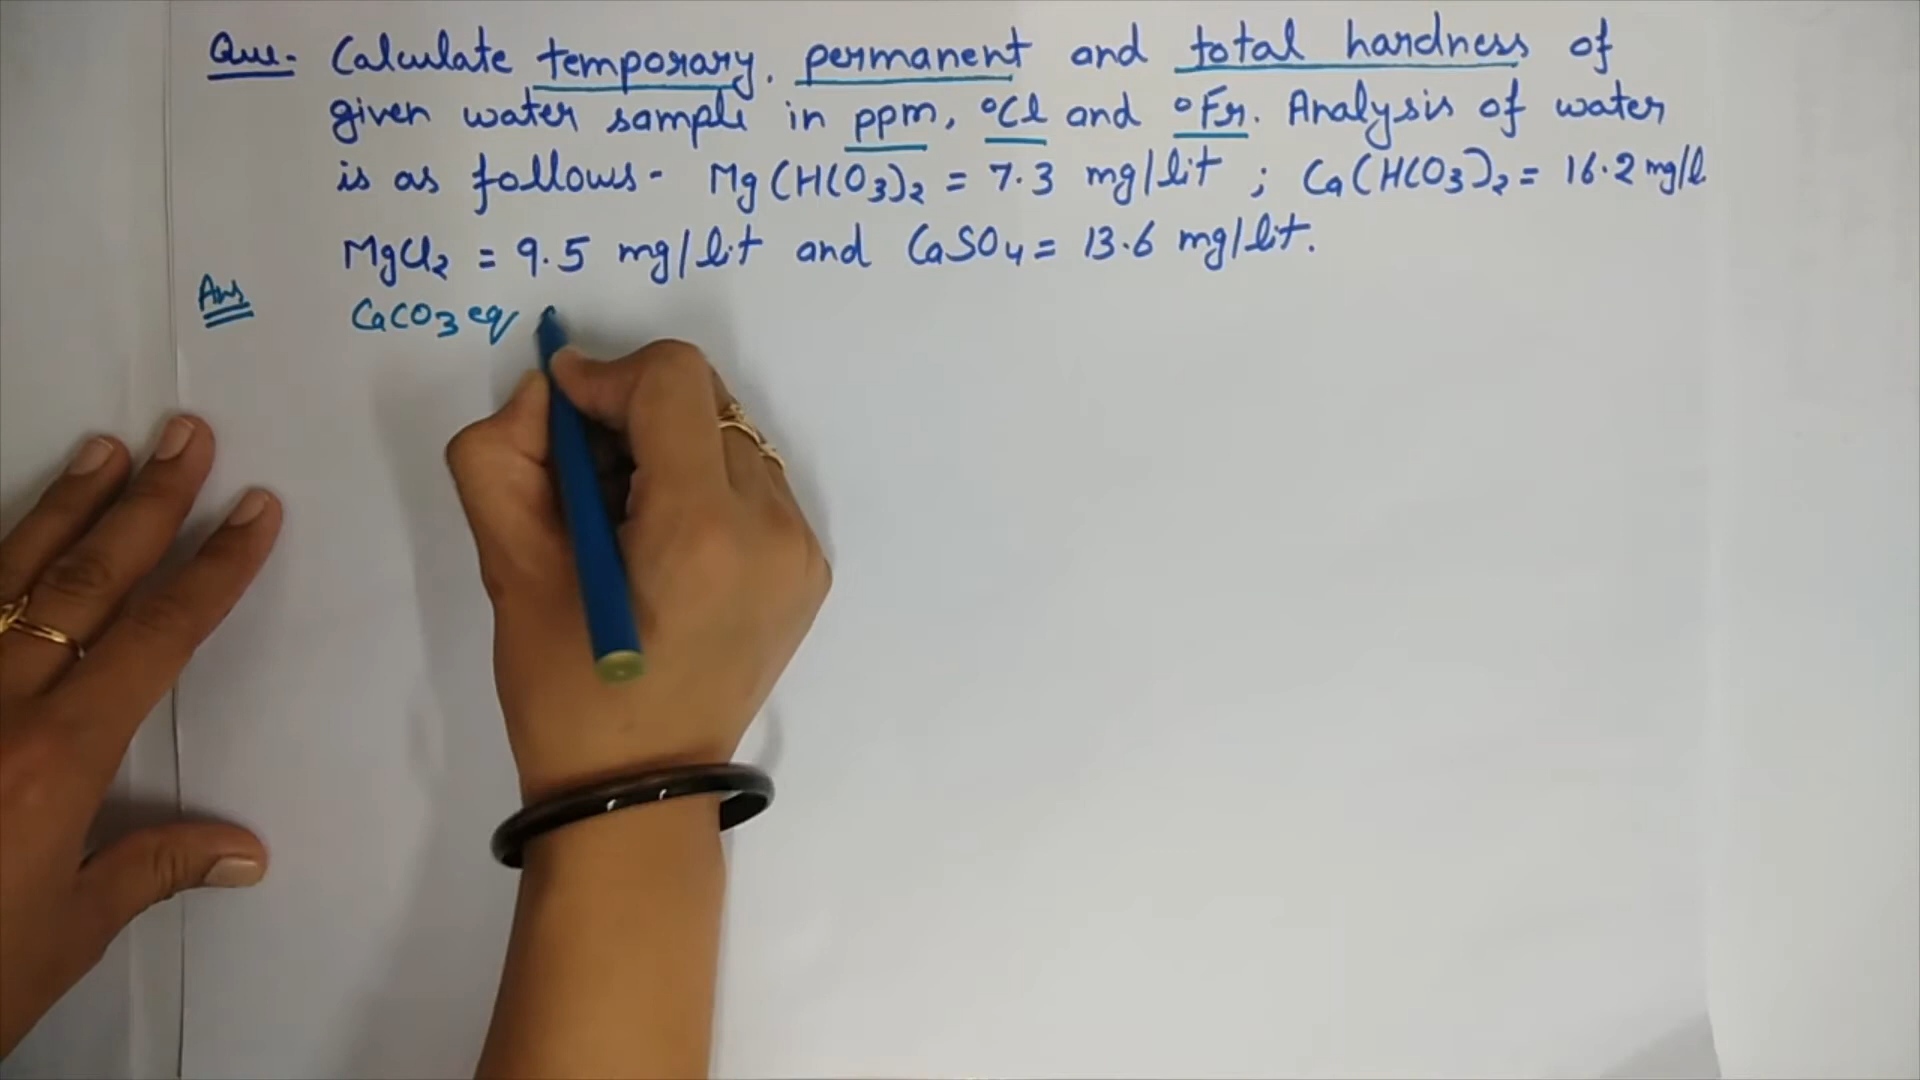 Que- Calculate temporary, permanent and total hardness of
given water sample in ppm, °Cl and °Fr. Analysis of water
is as follows- Mg(HCO3)2 = 7.3 mg/lit ; Ca(HCO3)2 = 16.2 mg/l
MgCl2 = 9.5 mg/lit and CaSO4 = 13.6 mg/lit.
Ans
CaCO3 eq